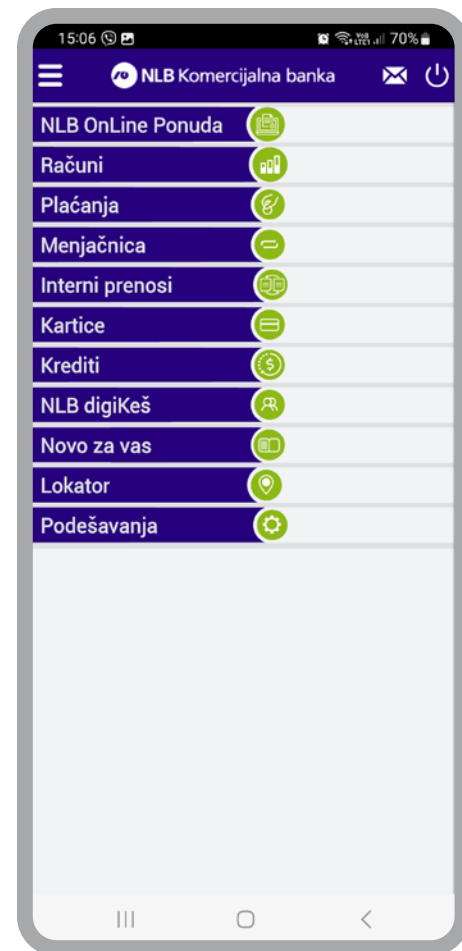 15:06 70%
NLB Komercijalna banka
NLB OnLine Ponuda
Računi
Plaćanja
Menjačnica
Interni prenosi
Kartice
Krediti
NLB digiKeš
Novo za vas
Lokator
Podešavanja